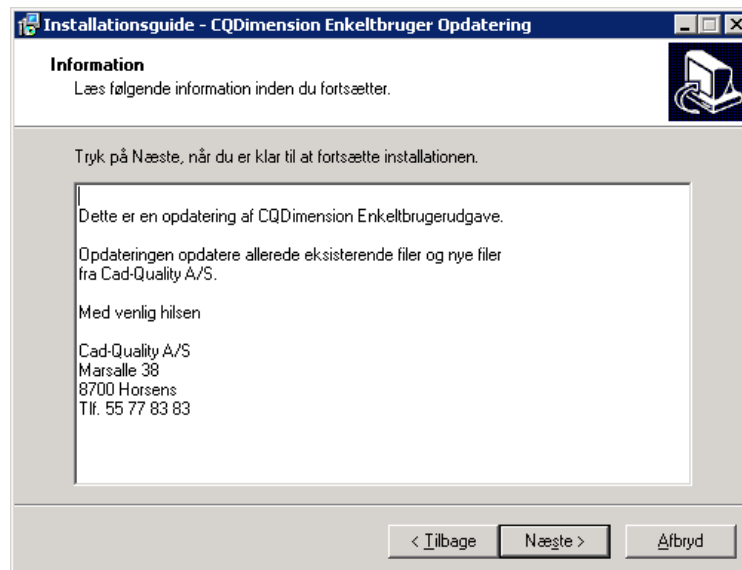 Installationsguide - CQDimension Enkeltbruger Opdatering
Information
Læs følgende information inden du fortsætter.
Tryk på Næste, når du er klar til at fortsætte installationen.
Dette er en opdatering af CQDimension Enkeltbrugerudgave.
Opdateringen opdatere allerede eksisterende filer og nye filer
fra Cad-Quality A/S.
Med venlig hilsen
Cad-Quality A/S
Marsalle 38
8700 Horsens
Tlf. 55 77 83 83
< Tilbage
Næste >
Afbryd